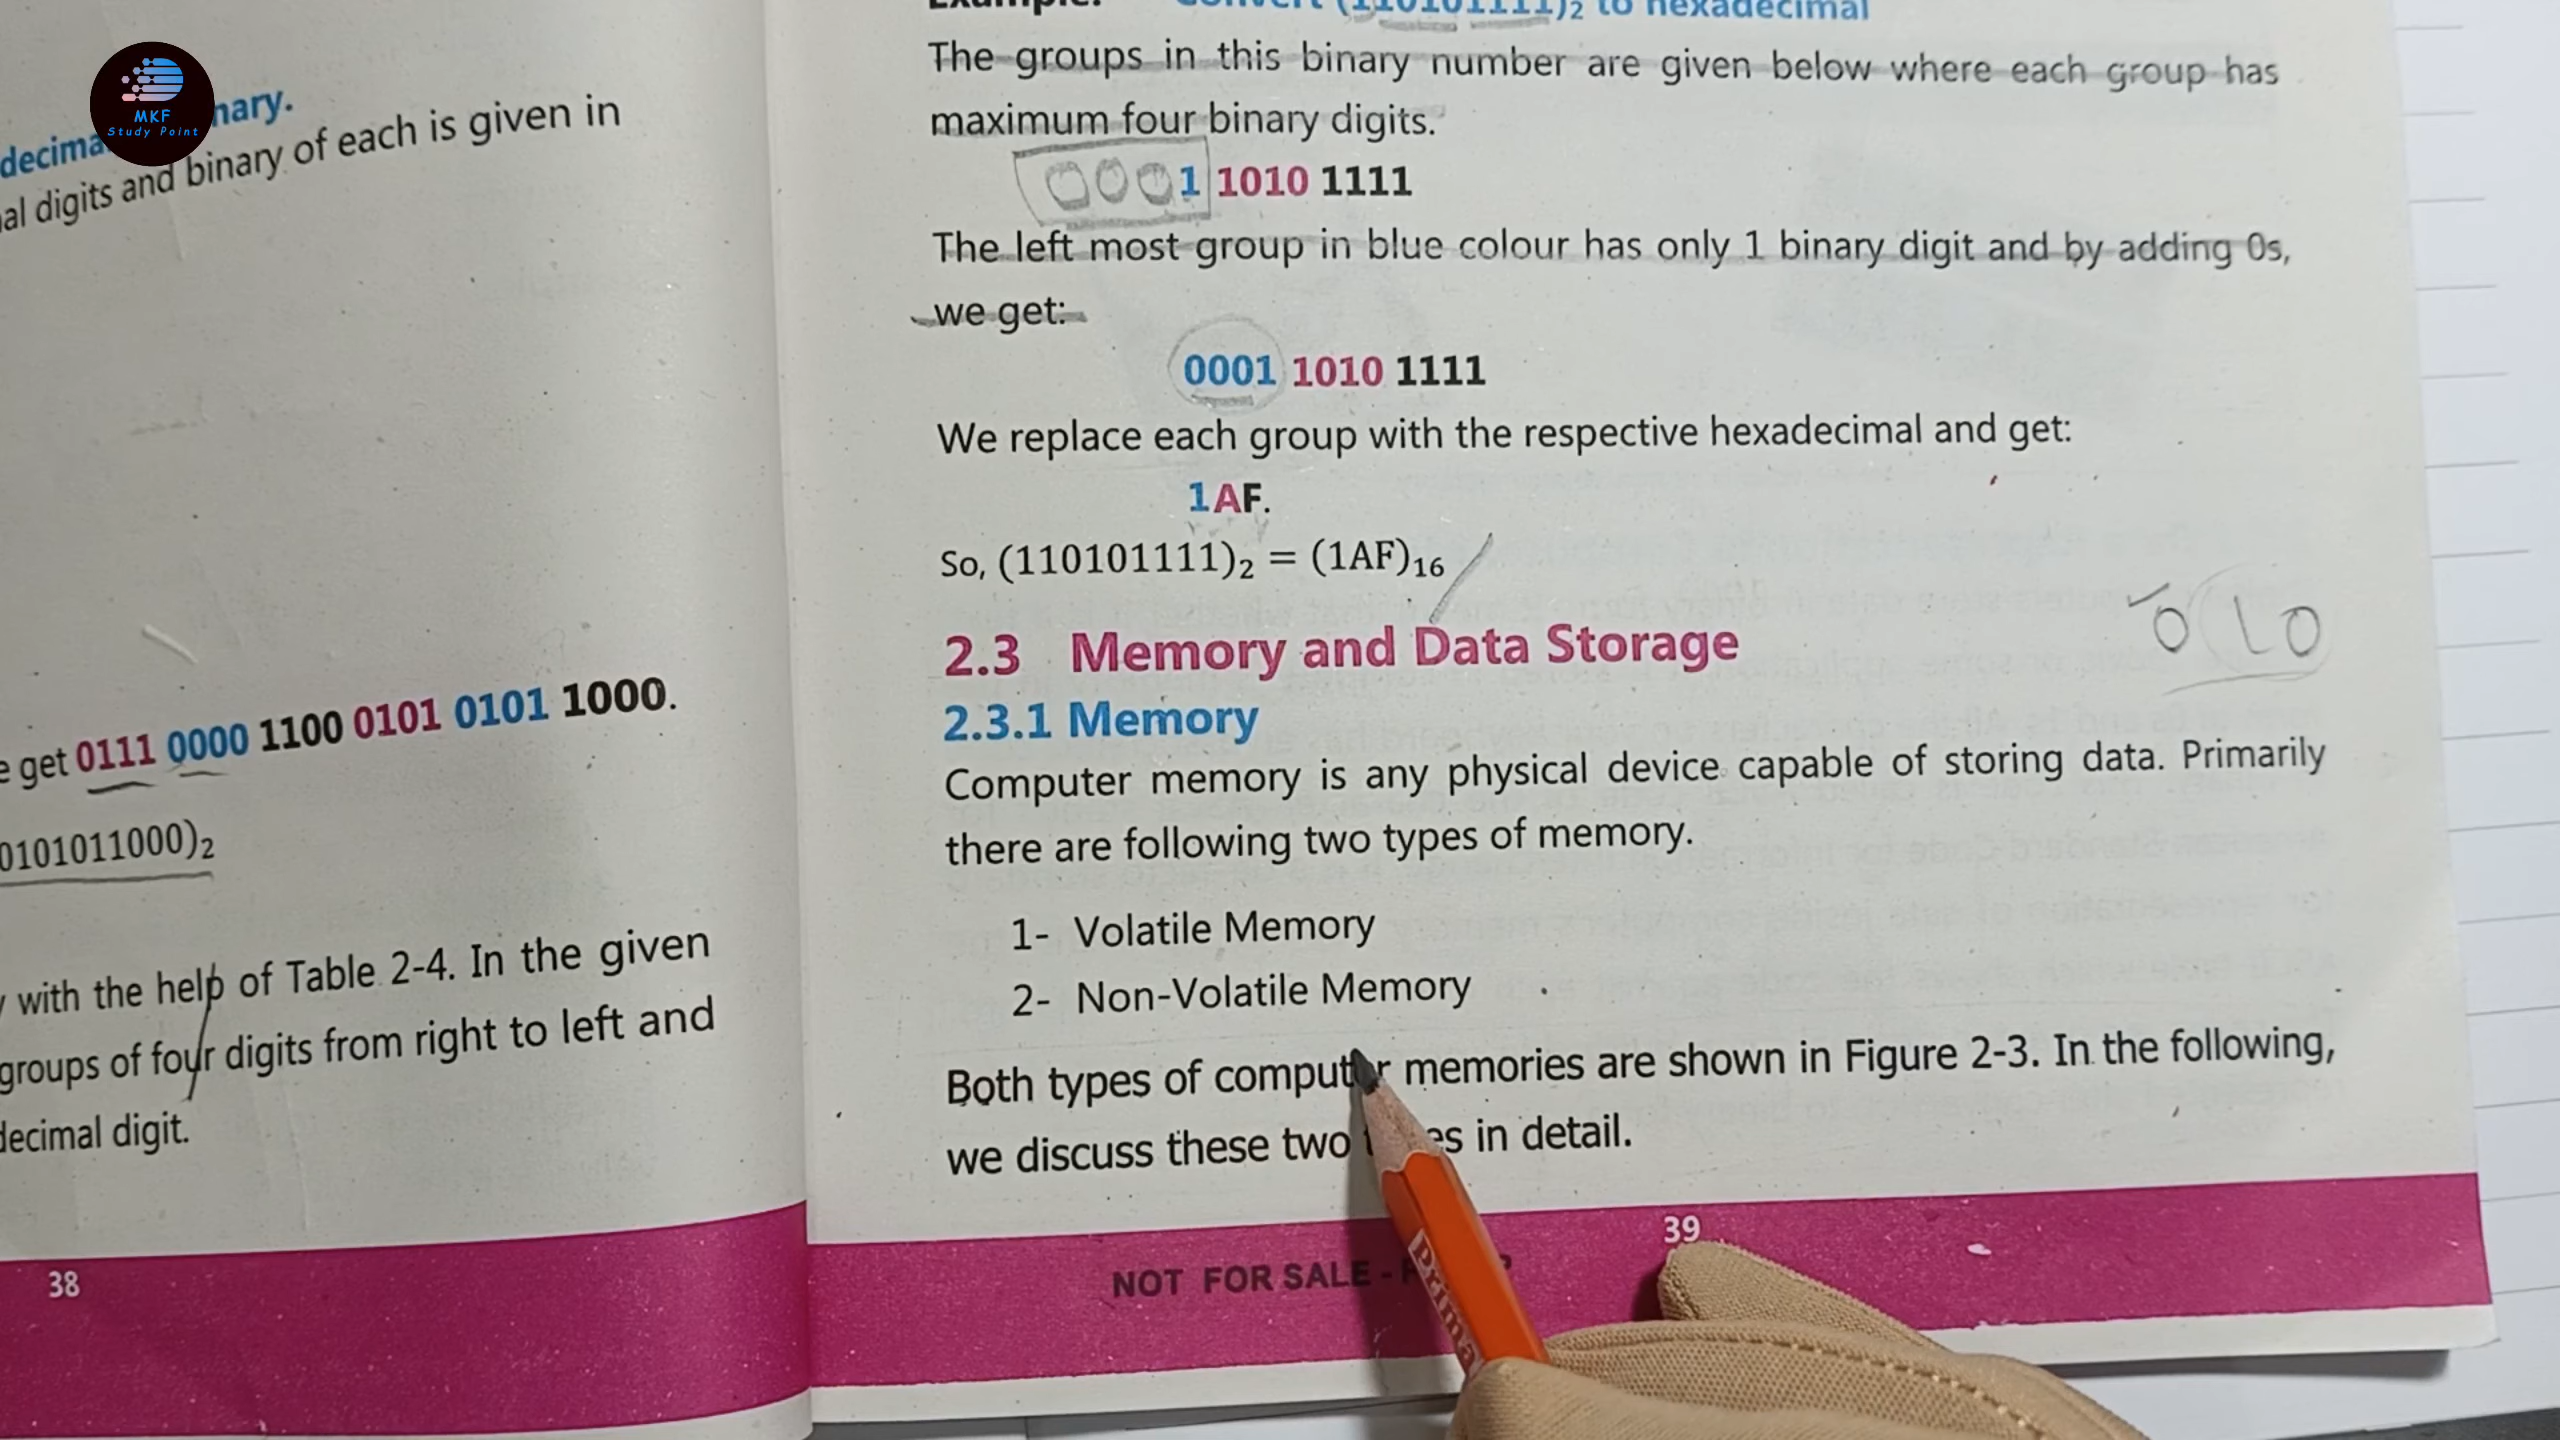 MKF
Study Point
nary.
al digits and binary of each is given in
get 0111 0000 1100 0101 0101 1000.
0101011000)₂
with the help of Table 2-4. In the given
groups of four digits from right to left and
decimal digit.
38
to hexadecimal
The groups in this binary number are given below where each group has
maximum four binary digits.
0001 1010 1111
The left most group in blue colour has only 1 binary digit and by adding 0s,
we get:
0001 1010 1111
We replace each group with the respective hexadecimal and get:
1AF.
So, (110101111)₂ = (1AF)₁₆
2.3 Memory and Data Storage
010
2.3.1 Memory
Computer memory is any physical device capable of storing data. Primarily
there are following two types of memory.
1- Volatile Memory
2- Non-Volatile Memory
Both types of computer memories are shown in Figure 2-3. In the following,
we discuss these two in detail.
39
NOT FOR SALE -
Prima